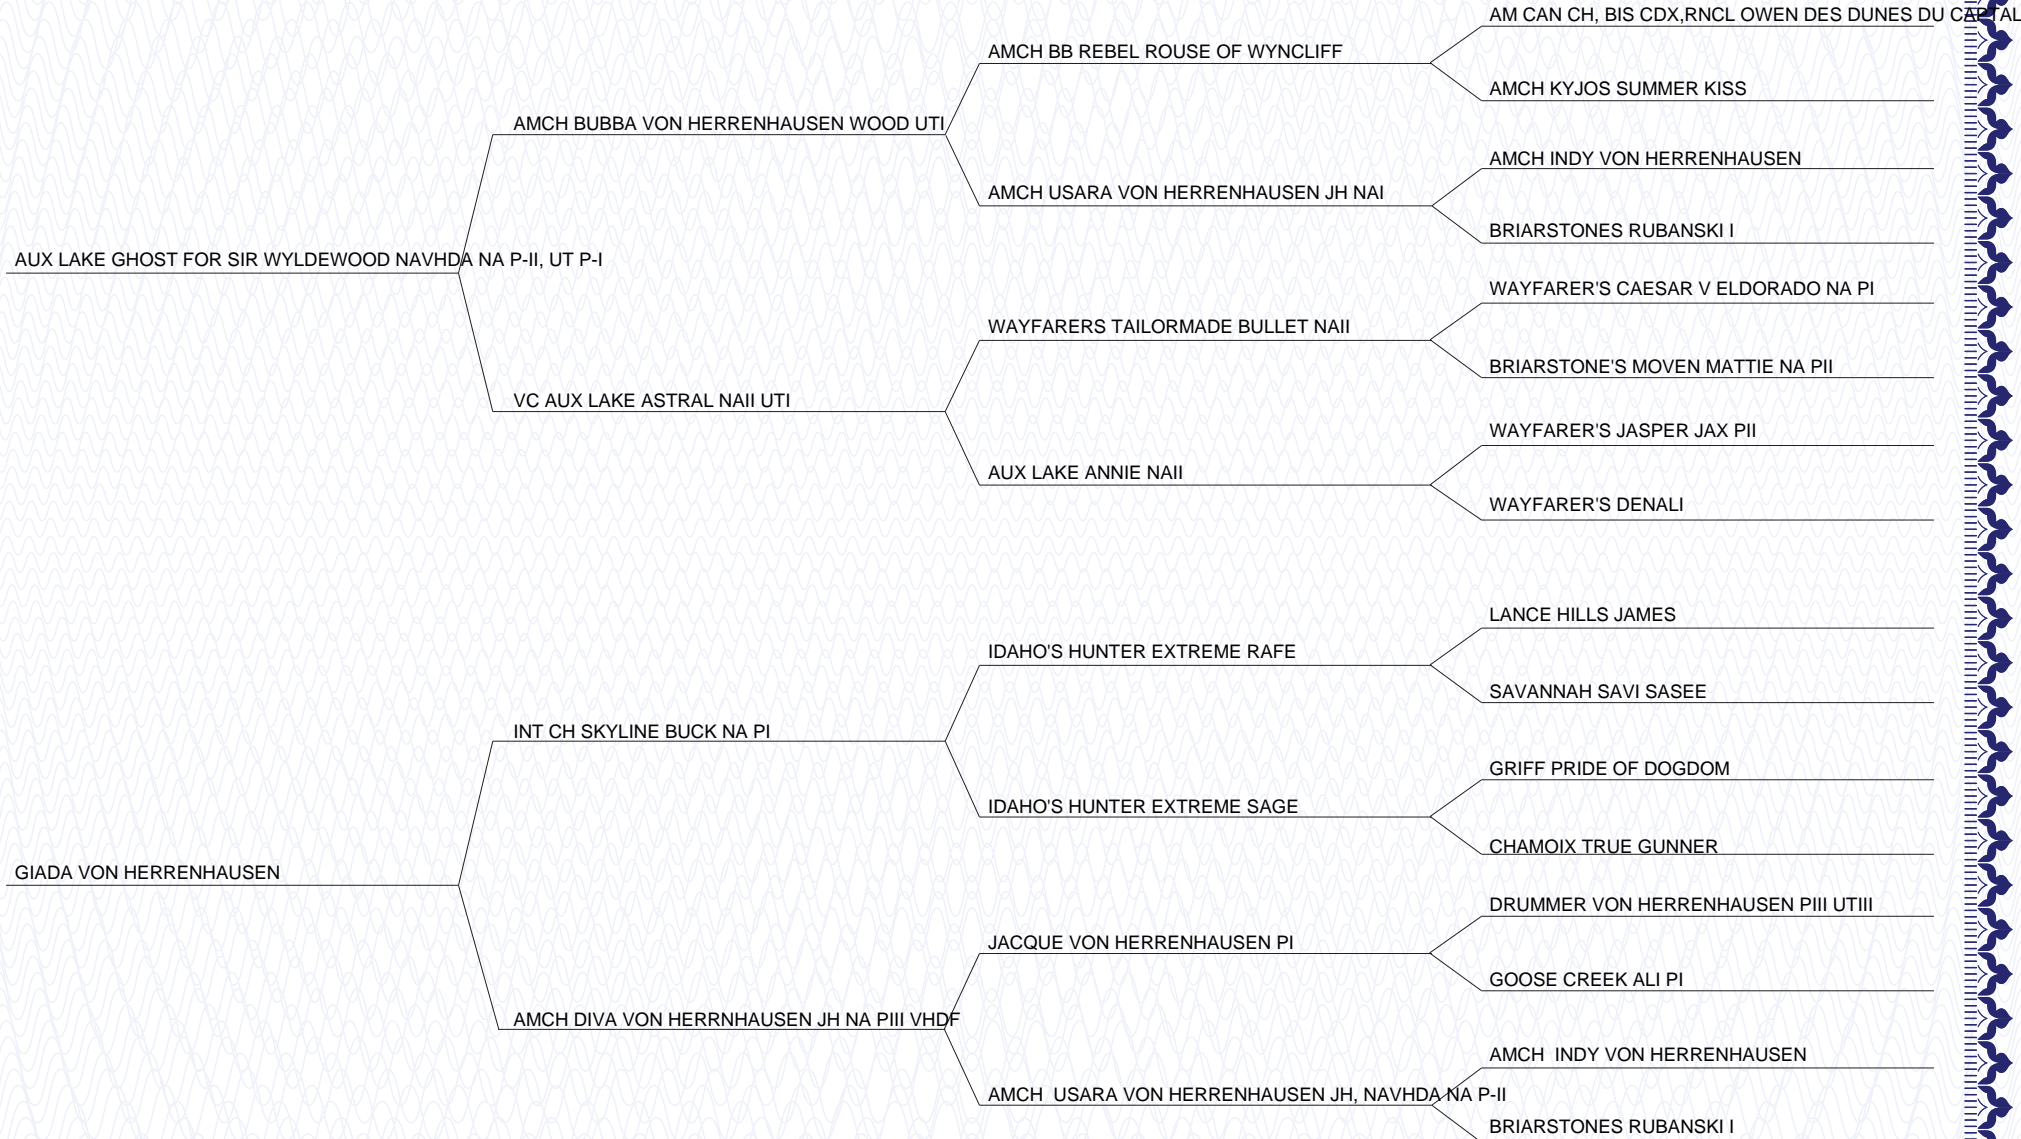 AM CAN CH, BIS CDX,RNCL OWEN DES DUNES DU CAPTAL
AMCH BB REBEL ROUSE OF WYNCLIFF
AMCH KYJOS SUMMER KISS
AMCH BUBBA VON HERRENHAUSEN WOOD UTI
AMCH INDY VON HERRENHAUSEN
AMCH USARA VON HERRENHAUSEN JH NAI
BRIARSTONES RUBANSKI I
AUX LAKE GHOST FOR SIR WYLDEWOOD NAVHDA NA P-II, UT P-I
WAYFARER'S CAESAR V ELDORADO NA PI
WAYFARERS TAILORMADE BULLET NAII
BRIARSTONE'S MOVEN MATTIE NA PII
VC AUX LAKE ASTRAL NAII UTI
WAYFARER'S JASPER JAX PII
AUX LAKE ANNIE NAII
WAYFARER'S DENALI
LANCE HILLS JAMES
IDAHO'S HUNTER EXTREME RAFE
SAVANNAH SAVI SASEE
INT CH SKYLINE BUCK NA PI
GRIFF PRIDE OF DOGDOM
IDAHO'S HUNTER EXTREME SAGE
CHAMOIX TRUE GUNNER
GIADA VON HERRENHAUSEN
DRUMMER VON HERRENHAUSEN PIII UTIII
JACQUE VON HERRENHAUSEN PI
GOOSE CREEK ALI PI
AMCH DIVA VON HERRNHAUSEN JH NA PIII VHDF
AMCH  INDY VON HERRENHAUSEN
AMCH  USARA VON HERRENHAUSEN JH, NAVHDA NA P-II
BRIARSTONES RUBANSKI I